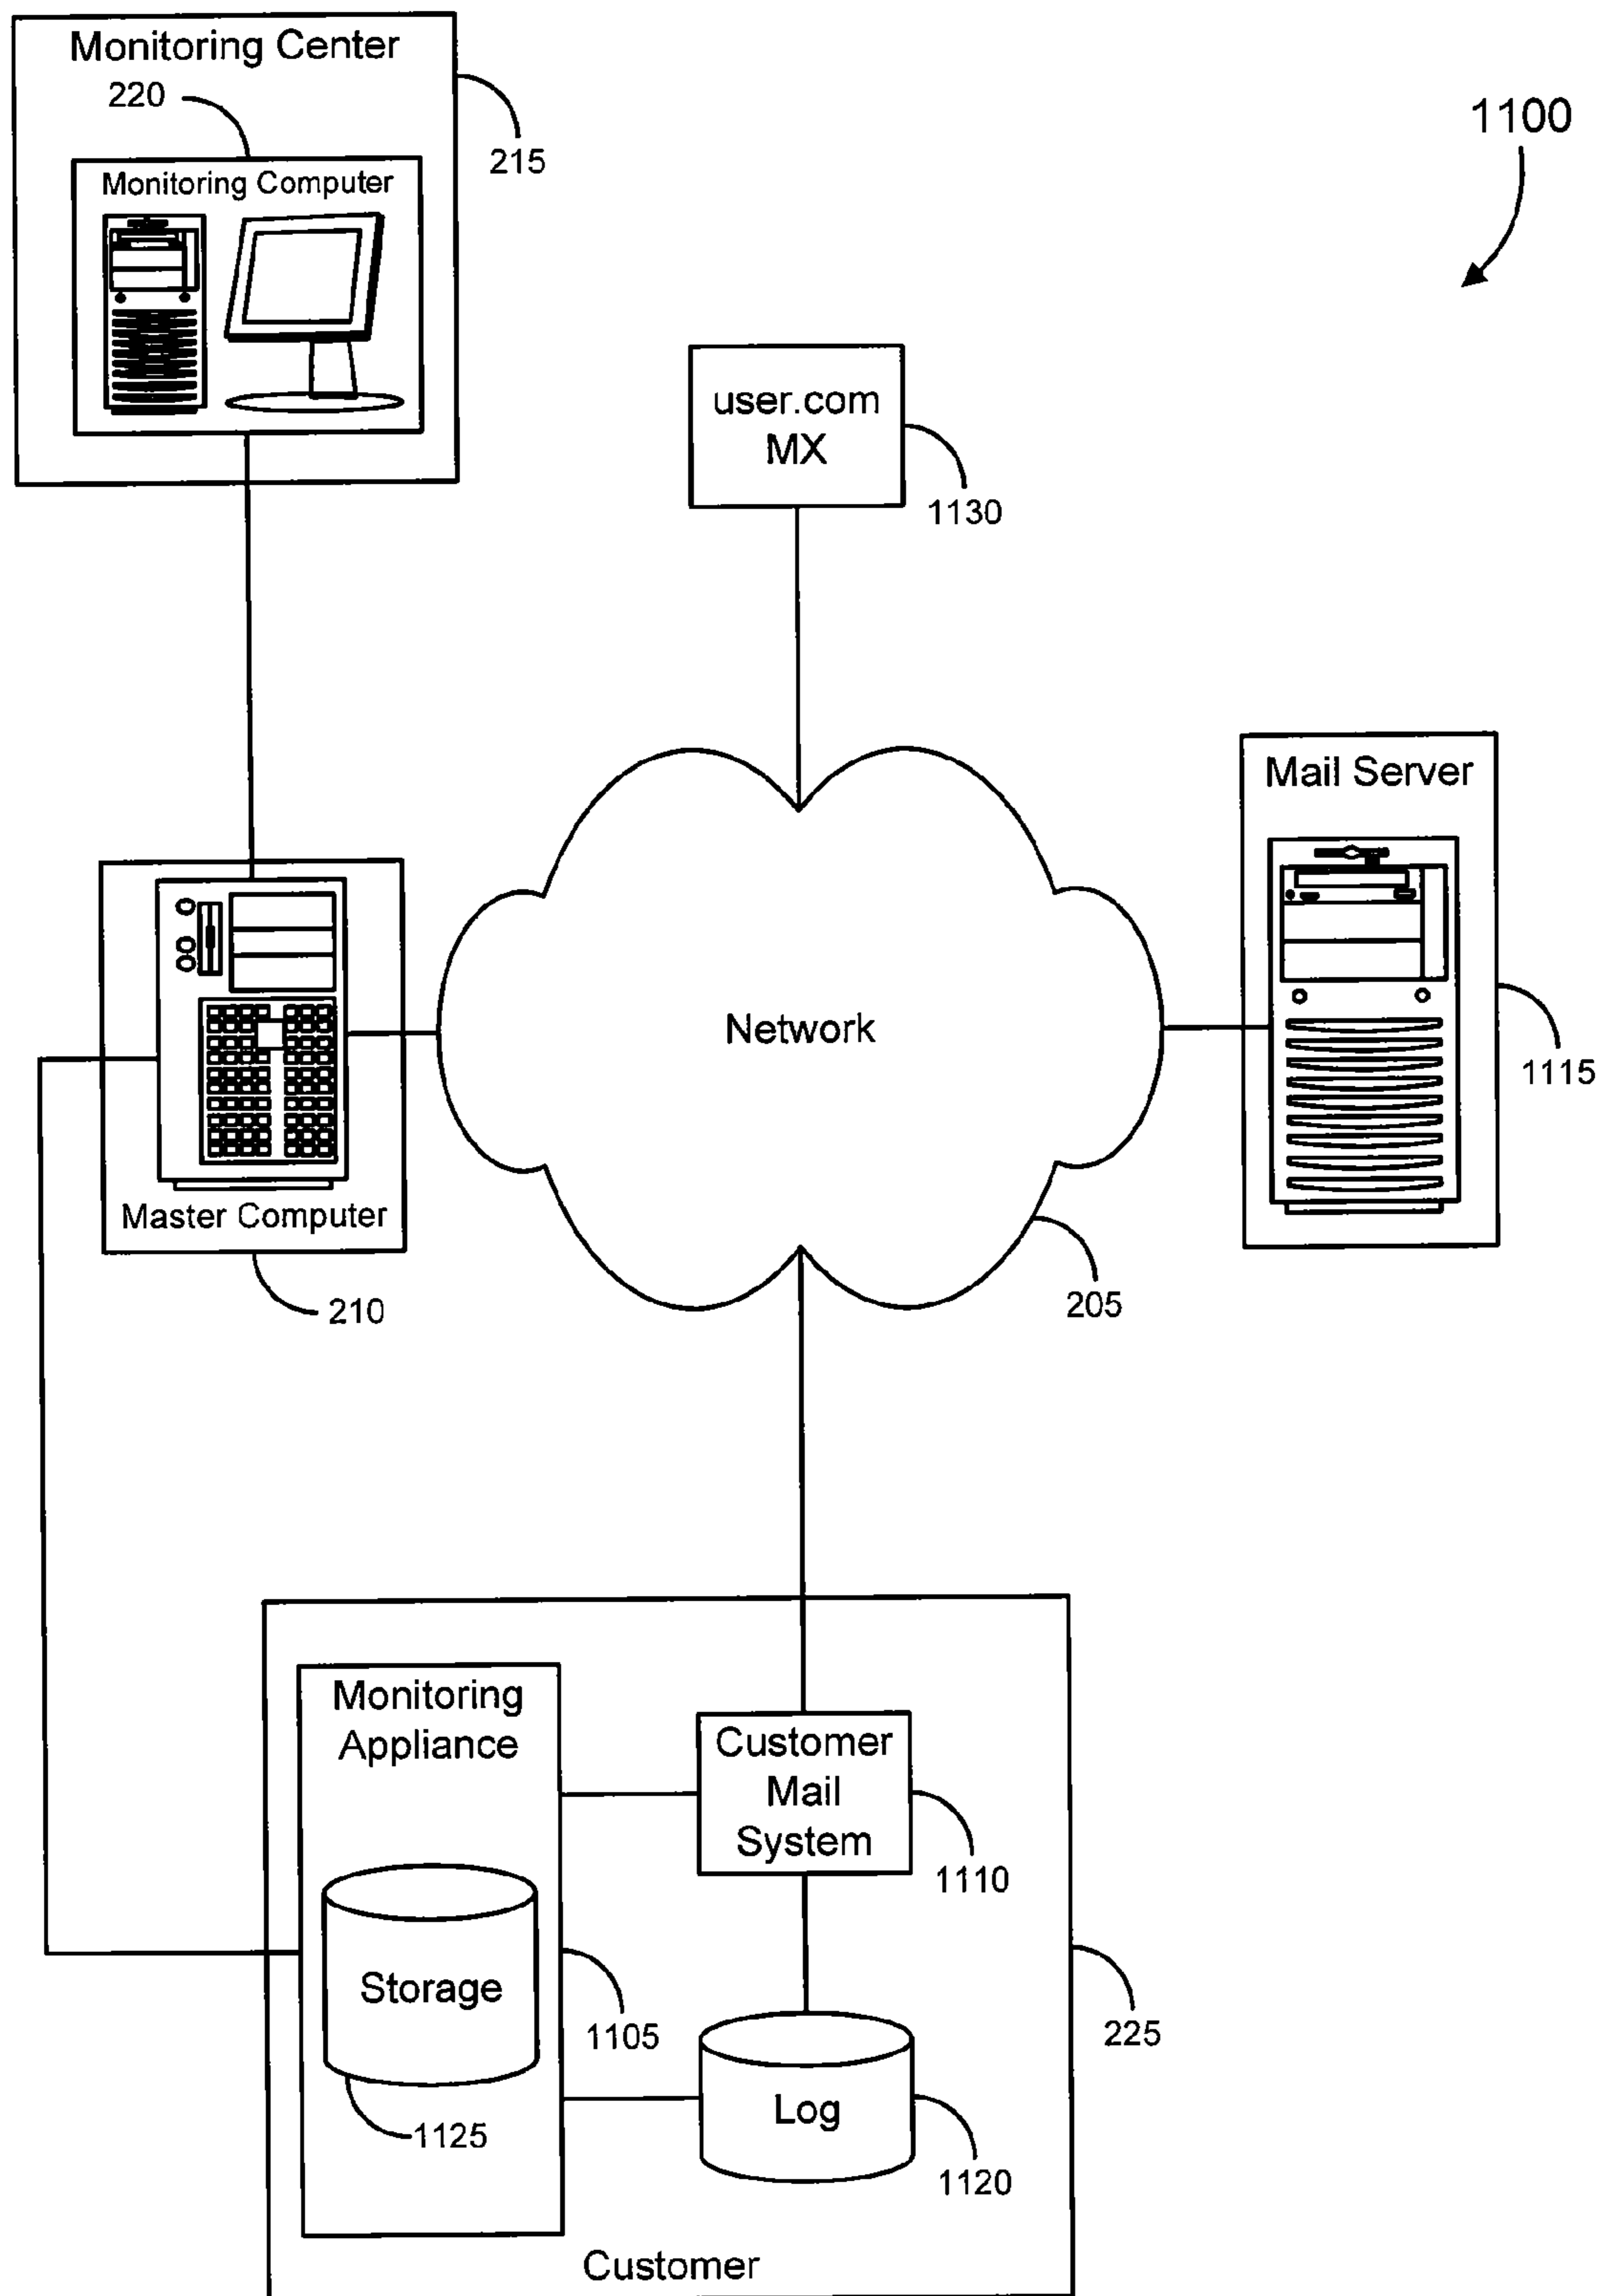 Monitoring Center
220
Monitoring Computer
215
1100
user.com
MX
1130
Mail Server
1115
Network
205
Master Computer
210
Monitoring
Appliance
Customer
Mail
System
1110
Storage
1105
1125
225
Log
1120
Customer